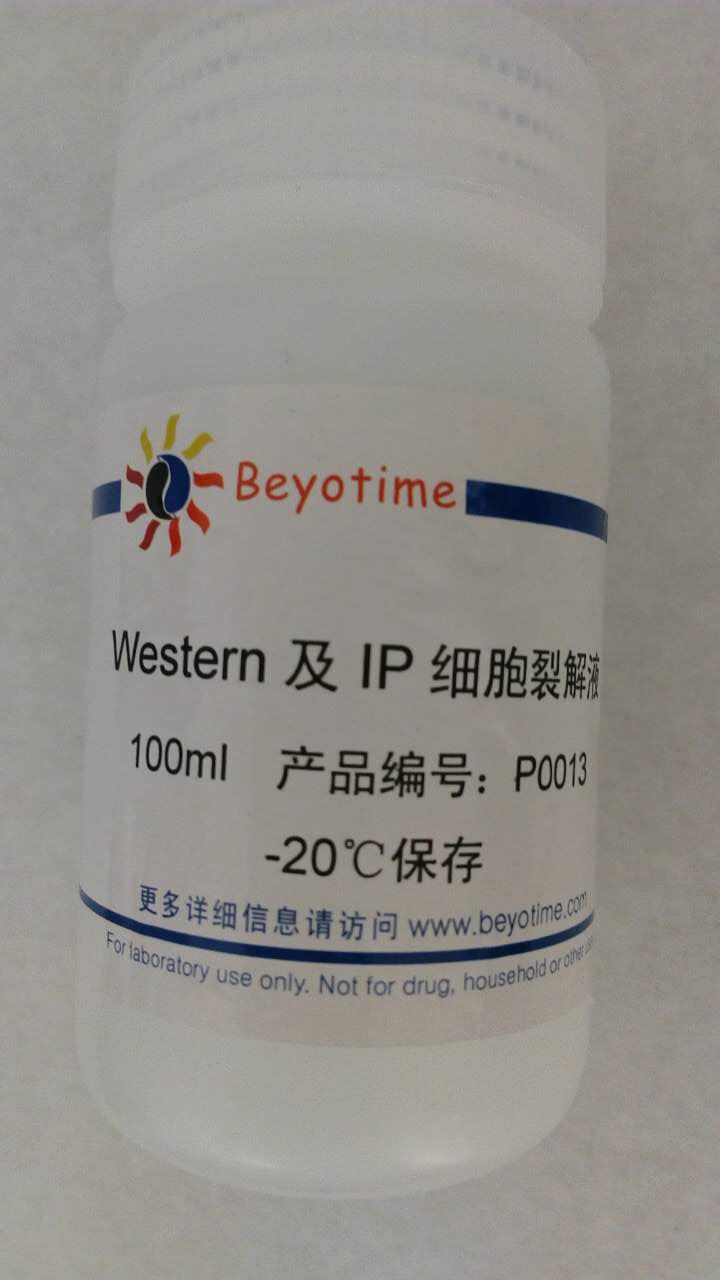 Beyotime
Western 及 IP 细胞裂解液
100ml 产品编号：P0013
-20℃保存
更多详细信息请访问 www.beyotime.com
For laboratory use only. Not for drug, household or other